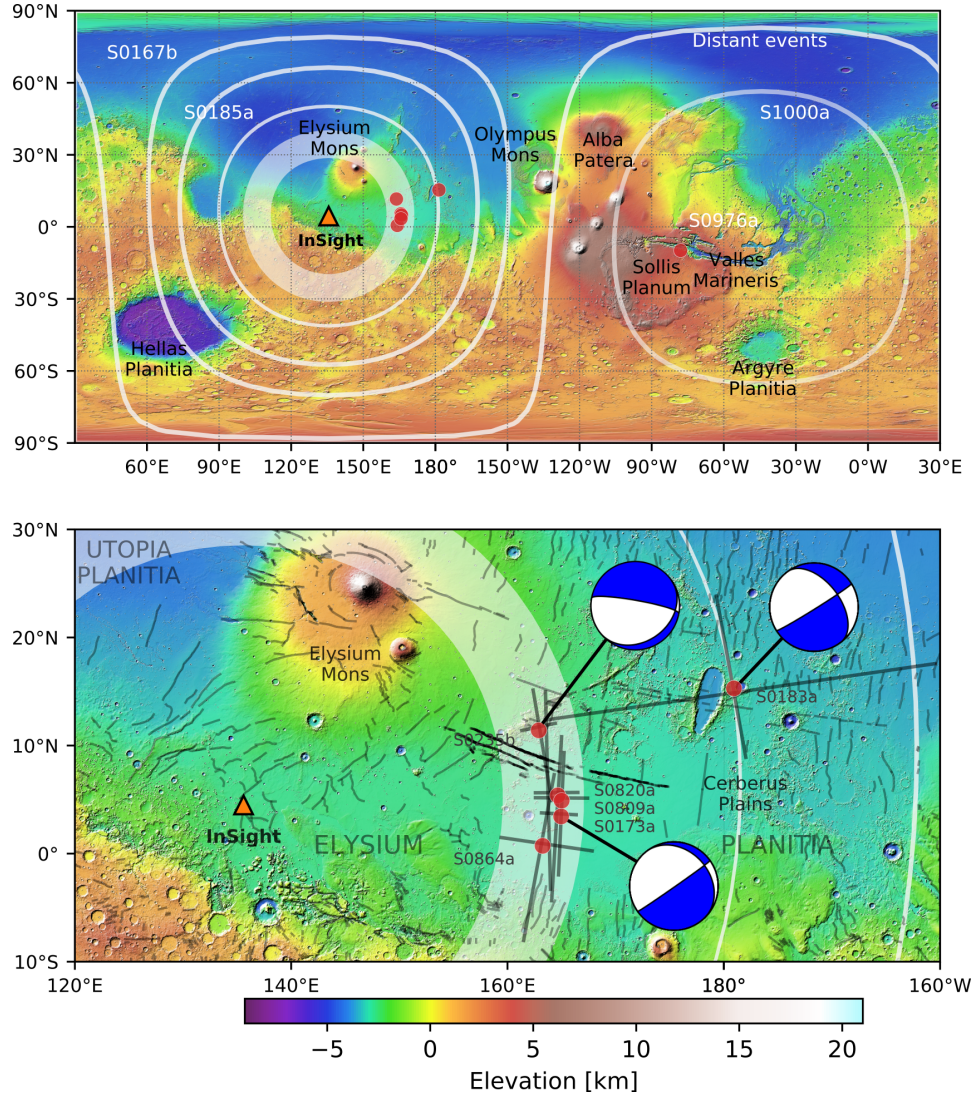 90°N
60°N
30°N
0°
30°S
60°S
90°S
S0167b
Distant events
S0185a
S1000a
Elysium
Mons
Olympus
Mons
Alba
Patera
InSight
S0976a
Sollis
Planum
Valles
Marineris
Hellas
Planitia
Argyre
Planitia
60°E
90°E
120°E
150°E
180°
150°W
120°W
90°W
60°W
30°W
0°W
30°E
30°N
20°N
10°N
0°
10°S
UTOPIA
PLANITIA
Elysium
Mons
S0183a
S0235b
S0820a
S0809a
S0173a
Cerberus
Plains
InSight
ELYSIUM
PLANITIA
S0864a
120°E
140°E
160°E
180°
160°W
−5
0
5
10
15
20
Elevation [km]